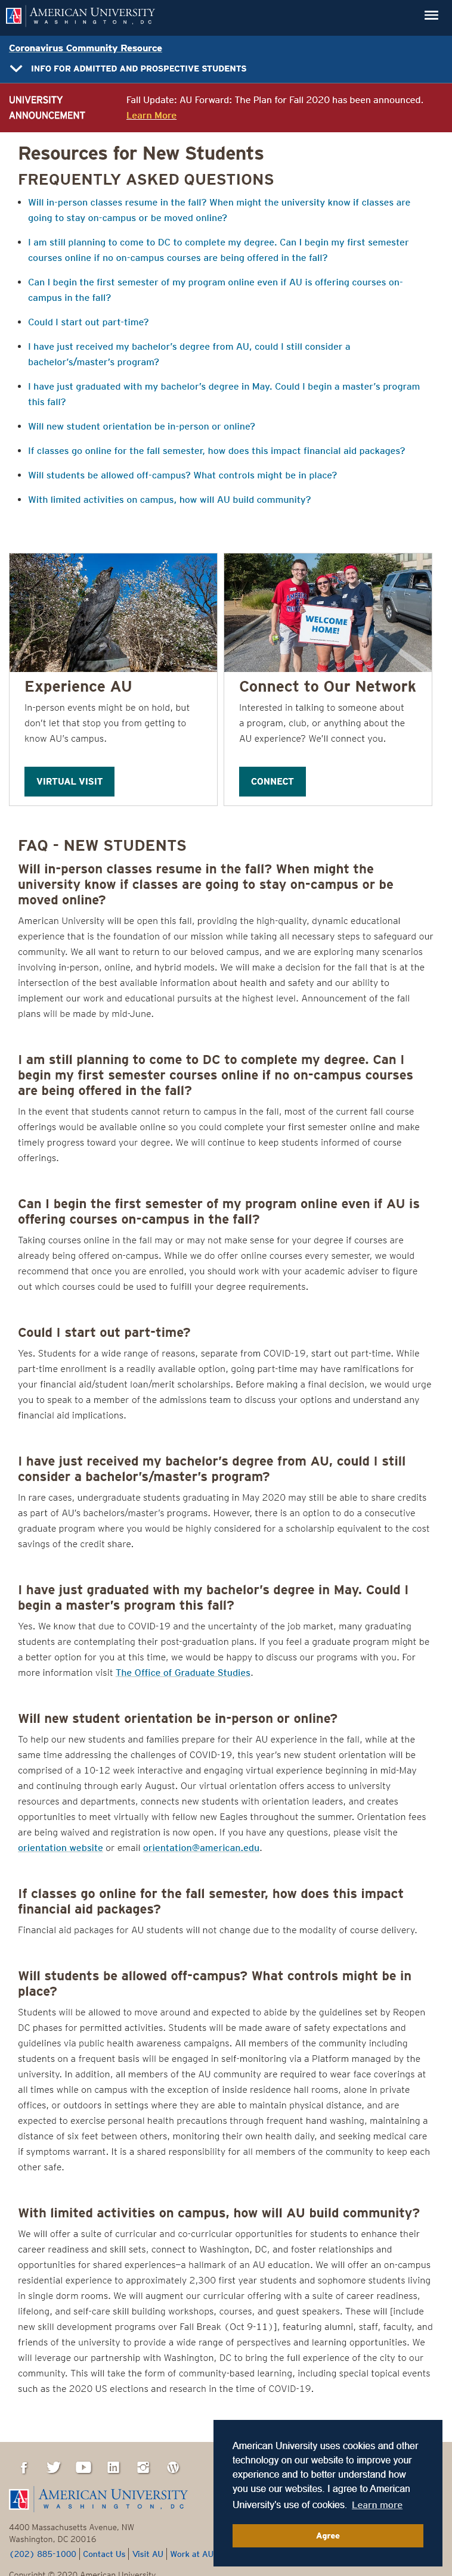 AMERICAN UNIVERSITY
WASHINGTON, DC
Coronavirus Community Resource
INFO FOR ADMITTED AND PROSPECTIVE STUDENTS
UNIVERSITY
ANNOUNCEMENT
Fall Update: AU Forward: The Plan for Fall 2020 has been announced.
Learn More
Resources for New Students
FREQUENTLY ASKED QUESTIONS
• Will in-person classes resume in the fall? When might the university know if classes are
going to stay on-campus or be moved online?
• I am still planning to come to DC to complete my degree. Can I begin my first semester
courses online if no on-campus courses are being offered in the fall?
• Can I begin the first semester of my program online even if AU is offering courses on-
campus in the fall?
• Could I start out part-time?
• I have just received my bachelor's degree from AU, could I still consider a
bachelor's/master's program?
• I have just graduated with my bachelor's degree in May. Could I begin a master's program
this fall?
• Will new student orientation be in-person or online?
• If classes go online for the fall semester, how does this impact financial aid packages?
• Will students be allowed off-campus? What controls might be in place?
• With limited activities on campus, how will AU build community?
WELCOME
HOME!
Experience AU
In-person events might be on hold, but
don't let that stop you from getting to
know AU's campus.
VIRTUAL VISIT
Connect to Our Network
Interested in talking to someone about
a program, club, or anything about the
AU experience? We'll connect you.
CONNECT
FAQ - NEW STUDENTS
Will in-person classes resume in the fall? When might the
university know if classes are going to stay on-campus or be
moved online?
American University will be open this fall, providing the high-quality, dynamic educational
experience that is the foundation of our mission while taking all necessary steps to safeguard our
community. We all want to return to our beloved campus, and we are exploring many scenarios
involving in-person, online, and hybrid models. We will make a decision for the fall that is at the
intersection of the best available information about health and safety and our ability to
implement our work and educational pursuits at the highest level. Announcement of the fall
plans will be made by mid-June.
I am still planning to come to DC to complete my degree. Can I
begin my first semester courses online if no on-campus courses
are being offered in the fall?
In the event that students cannot return to campus in the fall, most of the current fall course
offerings would be available online so you could complete your first semester online and make
timely progress toward your degree. We will continue to keep students informed of course
offerings.
Can I begin the first semester of my program online even if AU is
offering courses on-campus in the fall?
Taking courses online in the fall may or may not make sense for your degree if courses are
already being offered on-campus. While we do offer online courses every semester, we would
recommend that once you are enrolled, you should work with your academic adviser to figure
out which courses could be used to fulfill your degree requirements.
Could I start out part-time?
Yes. Students for a wide range of reasons, separate from COVID-19, start out part-time. While
part-time enrollment is a readily available option, going part-time may have ramifications for
your financial aid/student loan/merit scholarships. Before making a final decision, we would urge
you to speak to a member of the admissions team to discuss your options and understand any
financial aid implications.
I have just received my bachelor's degree from AU, could I still
consider a bachelor's/master's program?
In rare cases, undergraduate students graduating in May 2020 may still be able to share credits
as part of AU's bachelors/master's programs. However, there is an option to do a consecutive
graduate program where you would be highly considered for a scholarship equivalent to the cost
savings of the credit share.
I have just graduated with my bachelor's degree in May. Could I
begin a master's program this fall?
Yes. We know that due to COVID-19 and the uncertainty of the job market, many graduating
students are contemplating their post-graduation plans. If you feel a graduate program might be
a better option for you at this time, we would be happy to discuss our programs with you. For
more information visit The Office of Graduate Studies.
Will new student orientation be in-person or online?
To help our new students and families prepare for their AU experience in the fall, while at the
same time addressing the challenges of COVID-19, this year's new student orientation will be
comprised of a 10-12 week interactive and engaging virtual experience beginning in mid-May
and continuing through early August. Our virtual orientation offers access to university
resources and departments, connects new students with orientation leaders, and creates
opportunities to meet virtually with fellow new Eagles throughout the summer. Orientation fees
are being waived and registration is now open. If you have any questions, please visit the
orientation website or email orientation@american.edu.
If classes go online for the fall semester, how does this impact
financial aid packages?
Financial aid packages for AU students will not change due to the modality of course delivery.
Will students be allowed off-campus? What controls might be in
place?
Students will be allowed to move around and expected to abide by the guidelines set by Reopen
DC phases for permitted activities. Students will be made aware of safety expectations and
guidelines via public health awareness campaigns. All members of the community including
students on a frequent basis will be engaged in self-monitoring via a Platform managed by the
university. In addition, all members of the AU community are required to wear face coverings at
all times while on campus with the exception of inside residence hall rooms, alone in private
offices, or outdoors in settings where they are able to maintain physical distance, and are
expected to exercise personal health precautions through frequent hand washing, maintaining a
distance of six feet between others, monitoring their own health daily, and seeking medical care
if symptoms warrant. It is a shared responsibility for all members of the community to keep each
other safe.
With limited activities on campus, how will AU build community?
We will offer a suite of curricular and co-curricular opportunities for students to enhance their
career readiness and skill sets, connect to Washington, DC, and foster relationships and
opportunities for shared experiences—a hallmark of an AU education. We will offer an on-campus
residential experience to approximately 2,300 first year students and sophomore students living
in single dorm rooms. We will augment our curricular offering with a suite of career readiness,
lifelong, and self-care skill building workshops, courses, and guest speakers. These will [include
new skill development programs over Fall Break (Oct 9-11)], featuring alumni, staff, faculty, and
friends of the university to provide a wide range of perspectives and learning opportunities. We
will leverage our partnership with Washington, DC to bring the full experience of the city to our
community. This will take the form of community-based learning, including special topical events
such as the 2020 US elections and research in the time of COVID-19.
AMERICAN UNIVERSITY
WASHINGTON, DC
4400 Massachusetts Avenue, NW
Washington, DC 20016
(202) 885-1000 | Contact Us | Visit AU | Work at AU
Copyright © 2020 American University
American University uses cookies and other
technology on our website to improve your
experience and to better understand how
you use our websites. I agree to American
University's use of cookies. Learn more
Agree